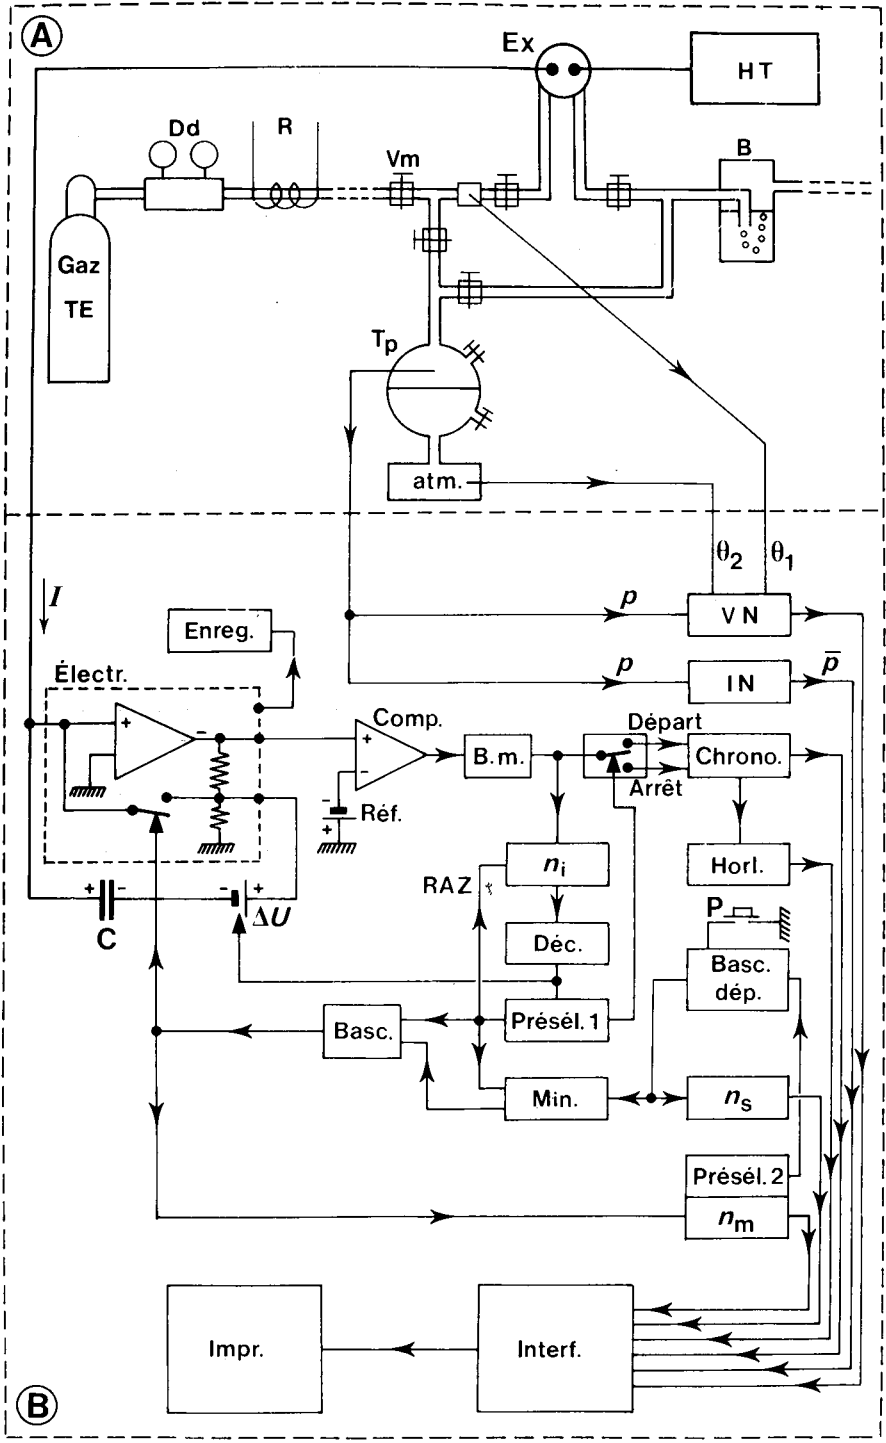 A
Ex
HT
Dd
R
Vm
B
Gaz
TE
Tp
atm.
θ2
θ1
I
p
VN
Enreg.
p
IN
p̅
Électr.
+
−
Comp.
+
−
B.m.
Départ
Arrêt
Chrono.
−
+
Réf.
RAZ
ni
Horl.
+
−
C
−
+
ΔU
P
Déc.
Basc.
dép.
Basc.
Présél.1
Min.
ns
Présél.2
nm
Impr.
Interf.
B